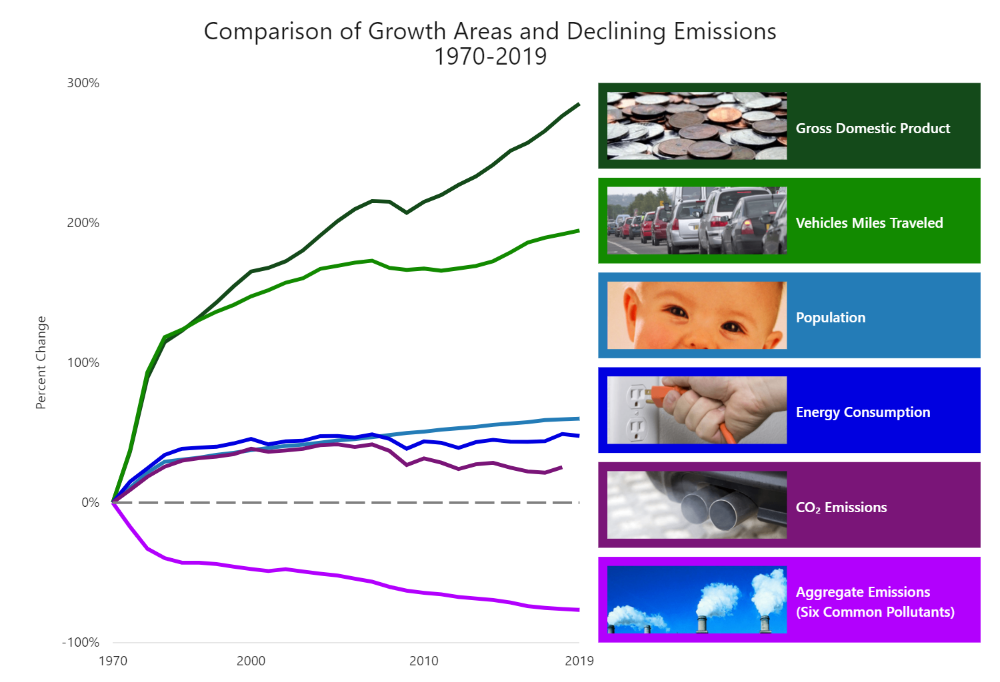 Comparison of Growth Areas and Declining Emissions
1970-2019
300%
200%
100%
0%
-100%
Percent Change
1970 2000 2010 2019
Gross Domestic Product
Vehicles Miles Traveled
Population
Energy Consumption
CO₂ Emissions
Aggregate Emissions
(Six Common Pollutants)